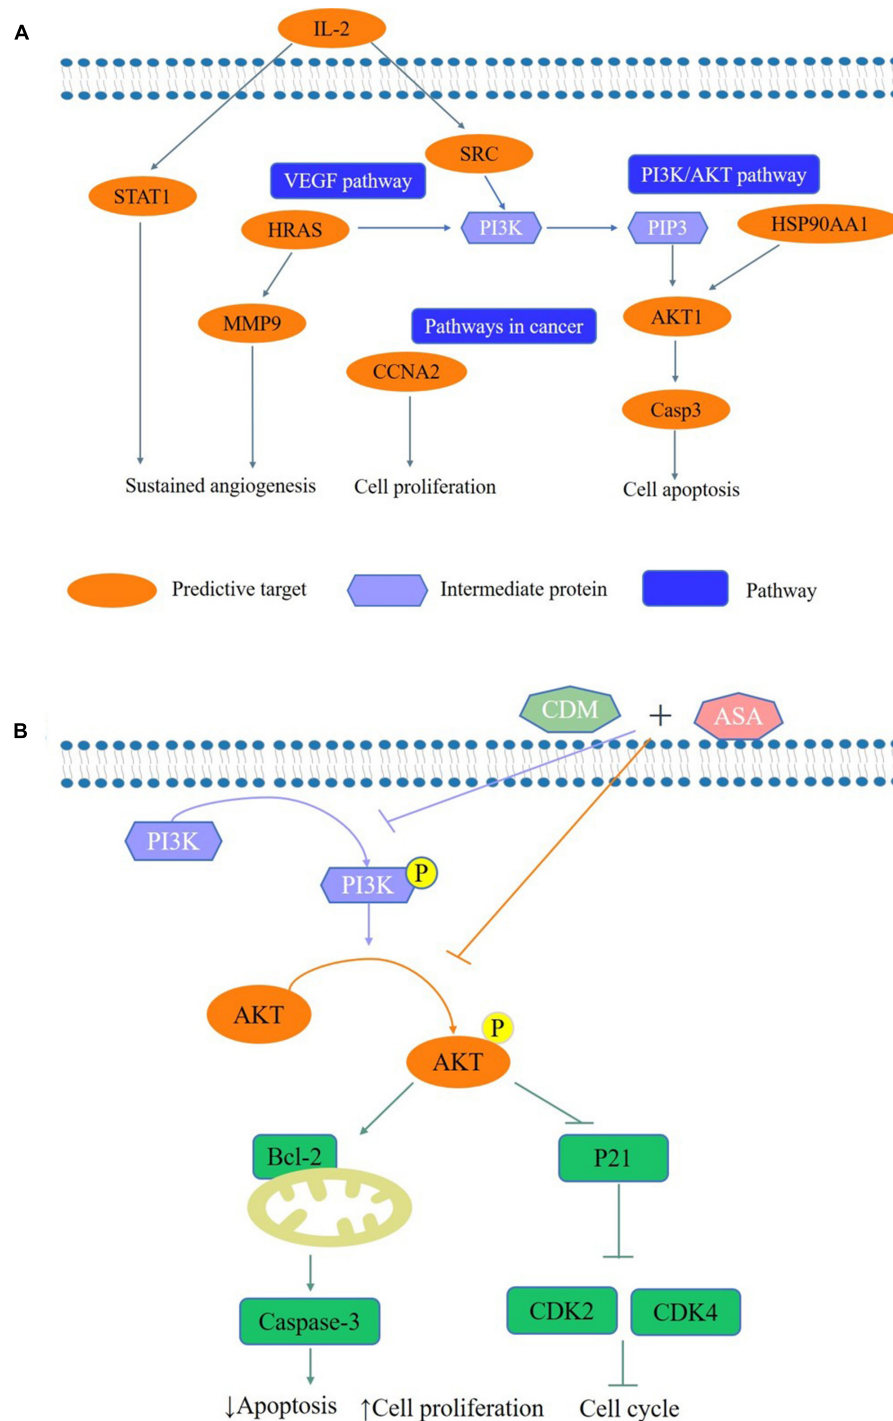 A
IL-2
SRC
STAT1
VEGF pathway
PI3K/AKT pathway
HRAS
PI3K
PIP3
HSP90AA1
MMP9
Pathways in cancer
AKT1
CCNA2
Casp3
Sustained angiogenesis
Cell proliferation
Cell apoptosis
Predictive target
Intermediate protein
Pathway
B
CDM
+
ASA
PI3K
PI3K
P
AKT
P
AKT
Bcl-2
P21
Caspase-3
CDK2
CDK4
↓Apoptosis
↑Cell proliferation
Cell cycle